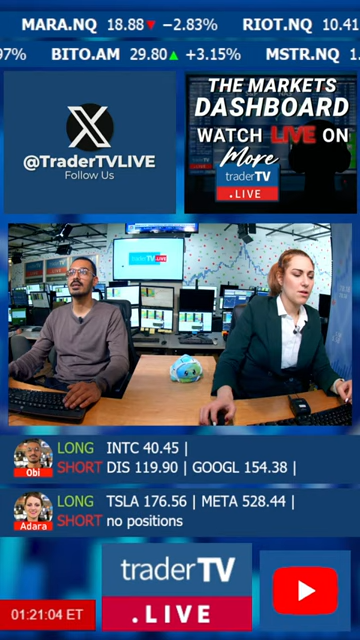 MARA.NQ 18.88▼ −2.83% RIOT.NQ 10.41
97% BITO.AM 29.80▲ +3.15% MSTR.NQ 1.
@TraderTVLIVE
Follow Us
THE MARKETS
DASHBOARD
WATCH LIVE ON
More
traderTV
.LIVE
traderTV.LIVE
LONG INTC 40.45 |
SHORT DIS 119.90 | GOOGL 154.38 |
Obi
LONG TSLA 176.56 | META 528.44 |
SHORT no positions
Adara
traderTV
.LIVE
01:21:04 ET